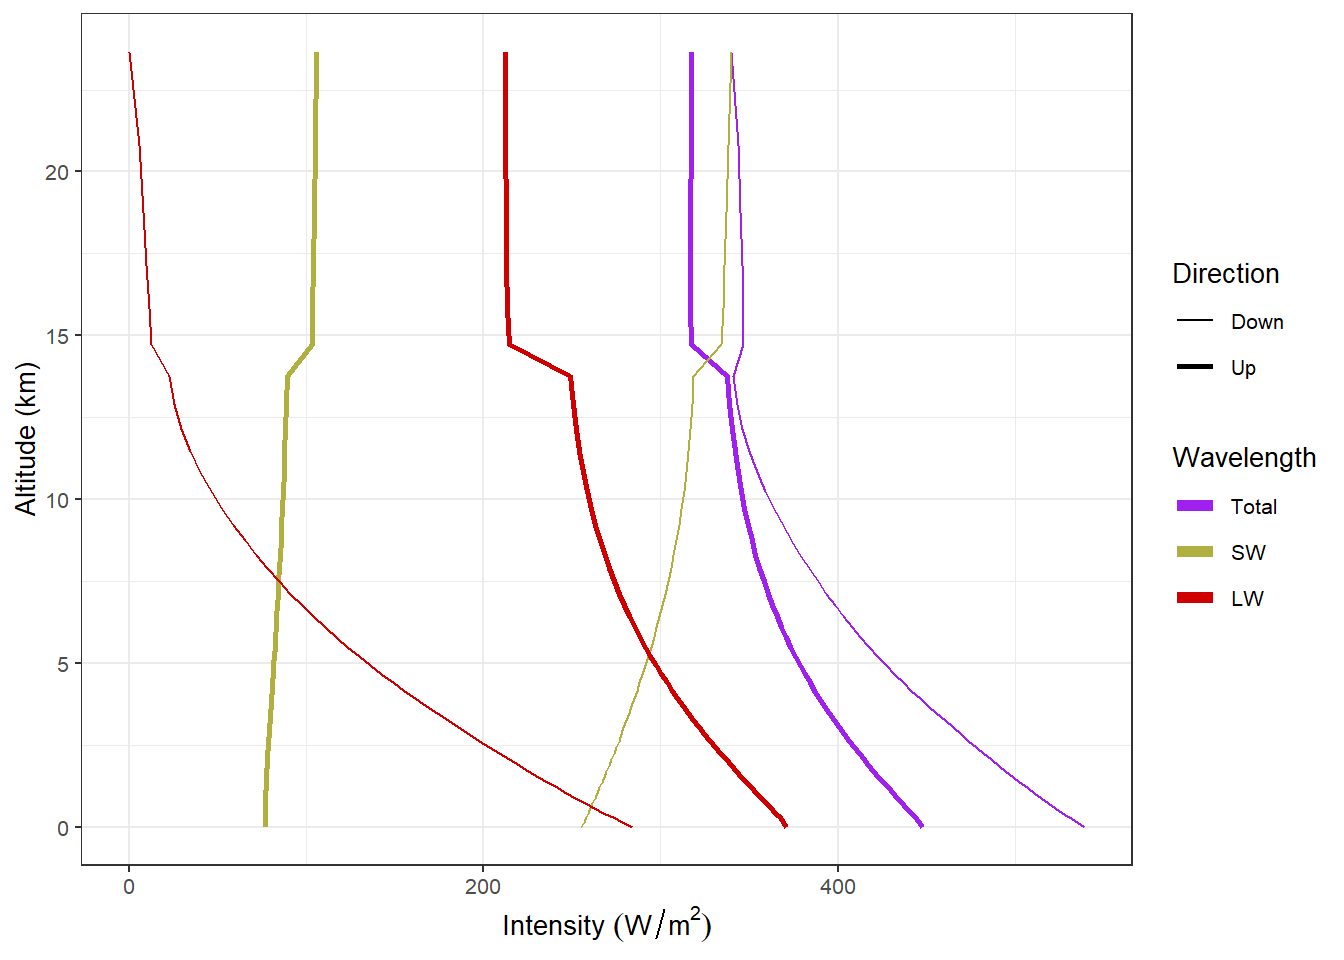 20
15
10
5
0
Altitude (km)
0
200
400
Intensity (W/m²)
Direction
Down
Up
Wavelength
Total
SW
LW